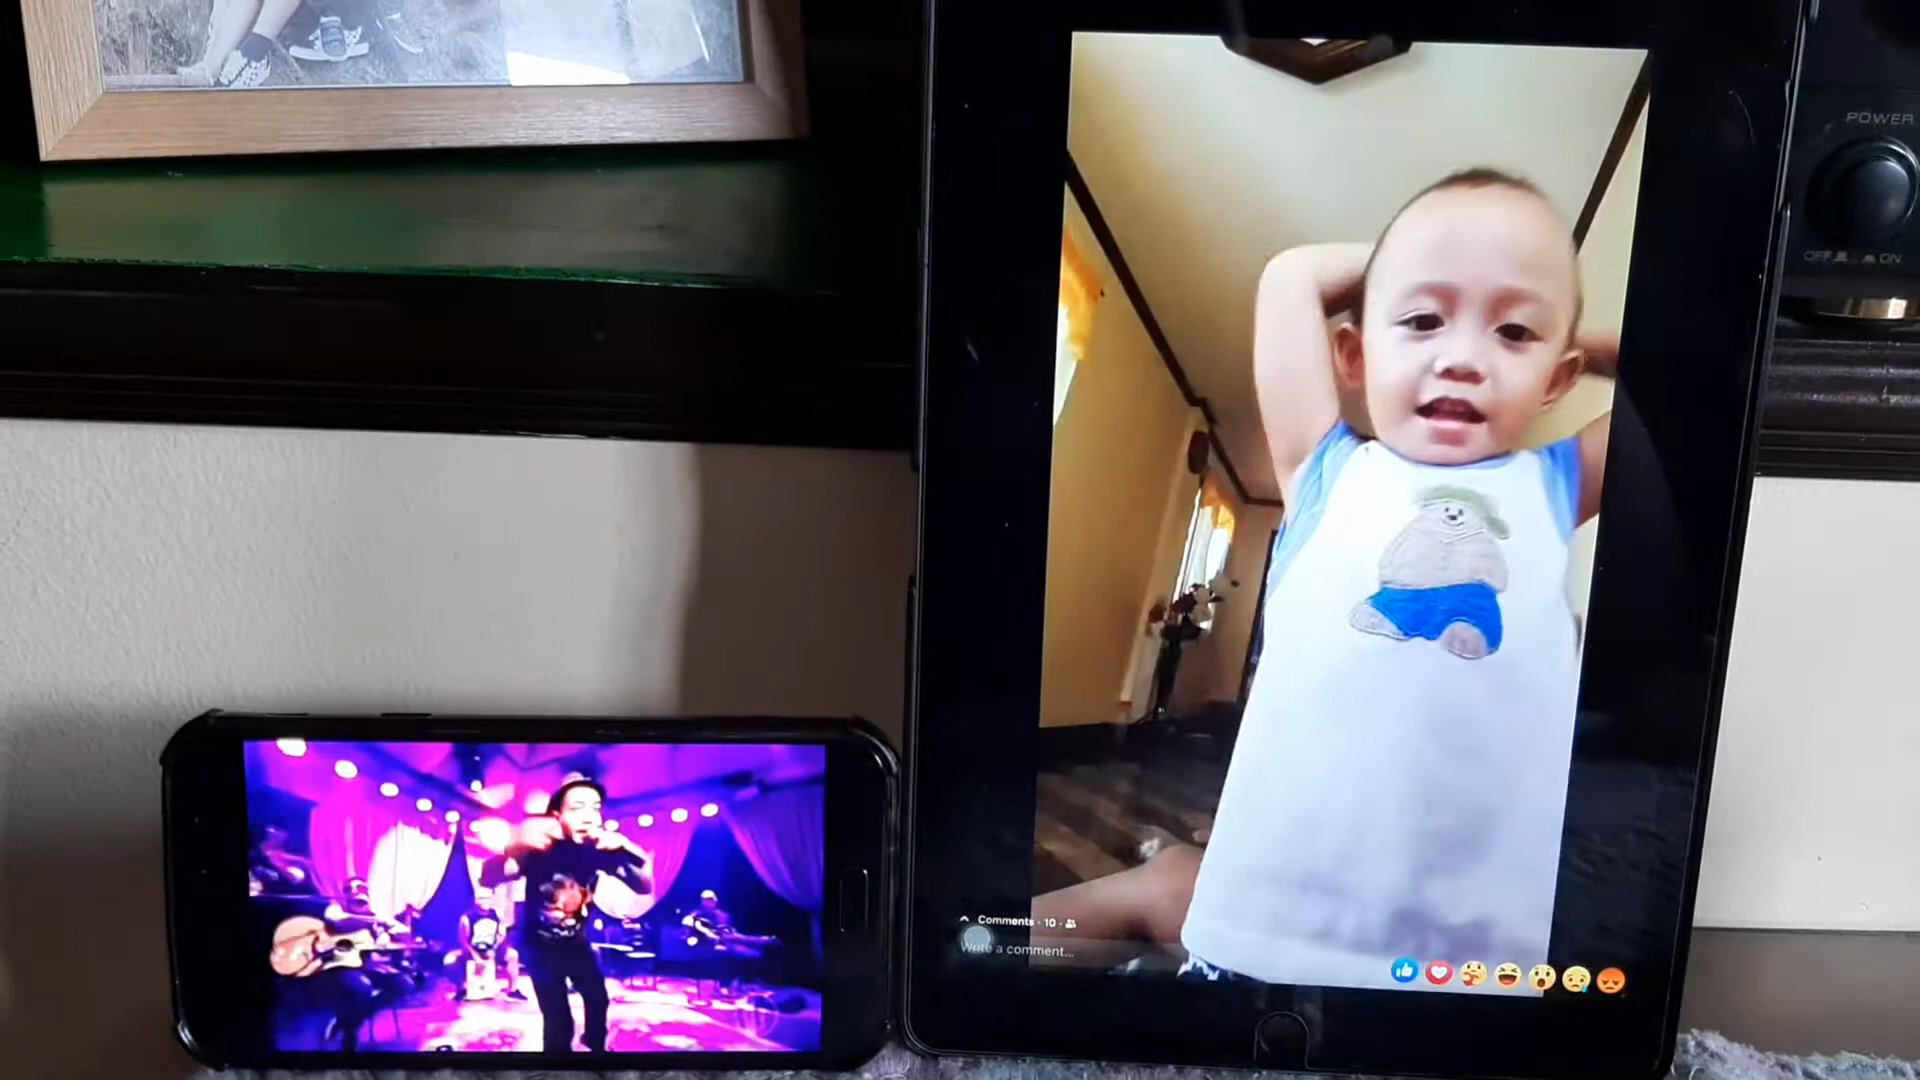 POWER
OFF ON
Comments · 10 ·
Write a comment...